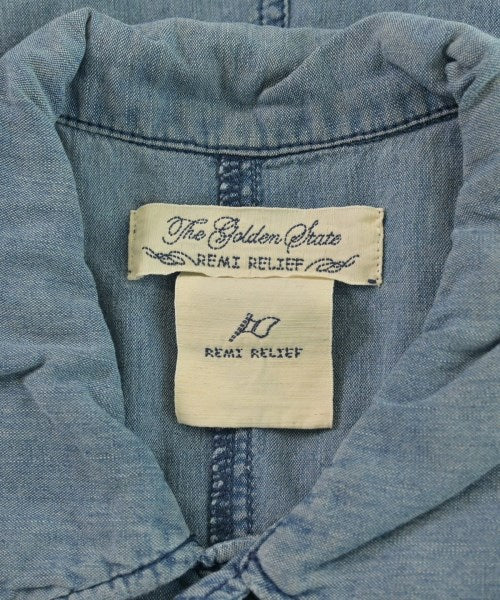 The Golden State
REMI RELIEF
REMI RELIEF